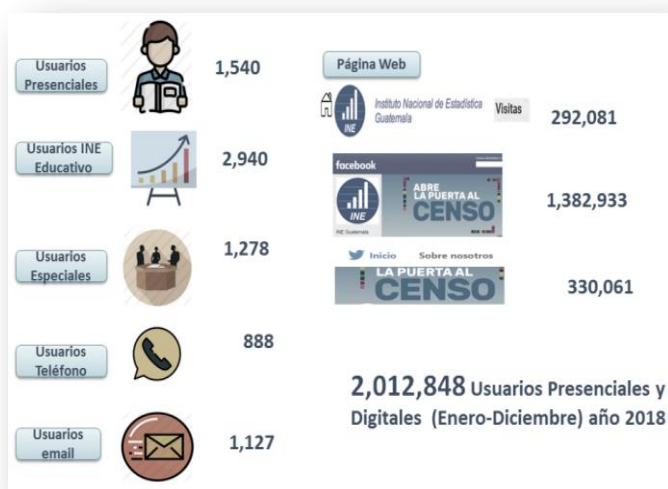 Usuarios
Presenciales
1,540
Usuarios INE
Educativo
2,940
Usuarios
Especiales
1,278
Usuarios
Teléfono
888
Usuarios
email
1,127
Página Web
INE
Instituto Nacional de Estadística
Guatemala
Visitas
292,081
facebook
INE
INE Guatemala
ABRE
LA PUERTA AL
CENSO
1,382,933
Inicio Sobre nosotros
LA PUERTA AL
CENSO
330,061
2,012,848 Usuarios Presenciales y
Digitales (Enero-Diciembre) año 2018